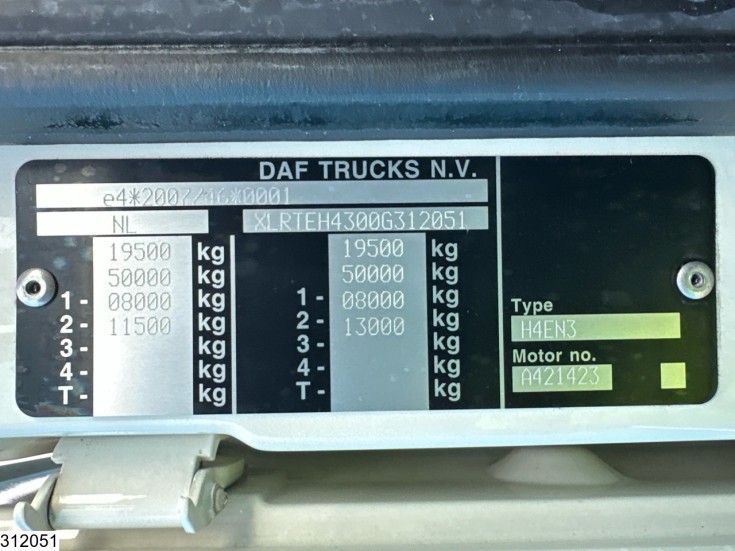 DAF TRUCKS N.V.
e4*2007/46*0001
NL XLRTEH4300G312051
19500 kg 19500 kg
50000 kg 50000 kg
1- 08000 kg 1- 08000 kg
2- 11500 kg 2- 13000 kg
3- kg 3- kg
4- kg 4- kg
T- kg T- kg
Type
H4EN3
Motor no.
A421423
312051